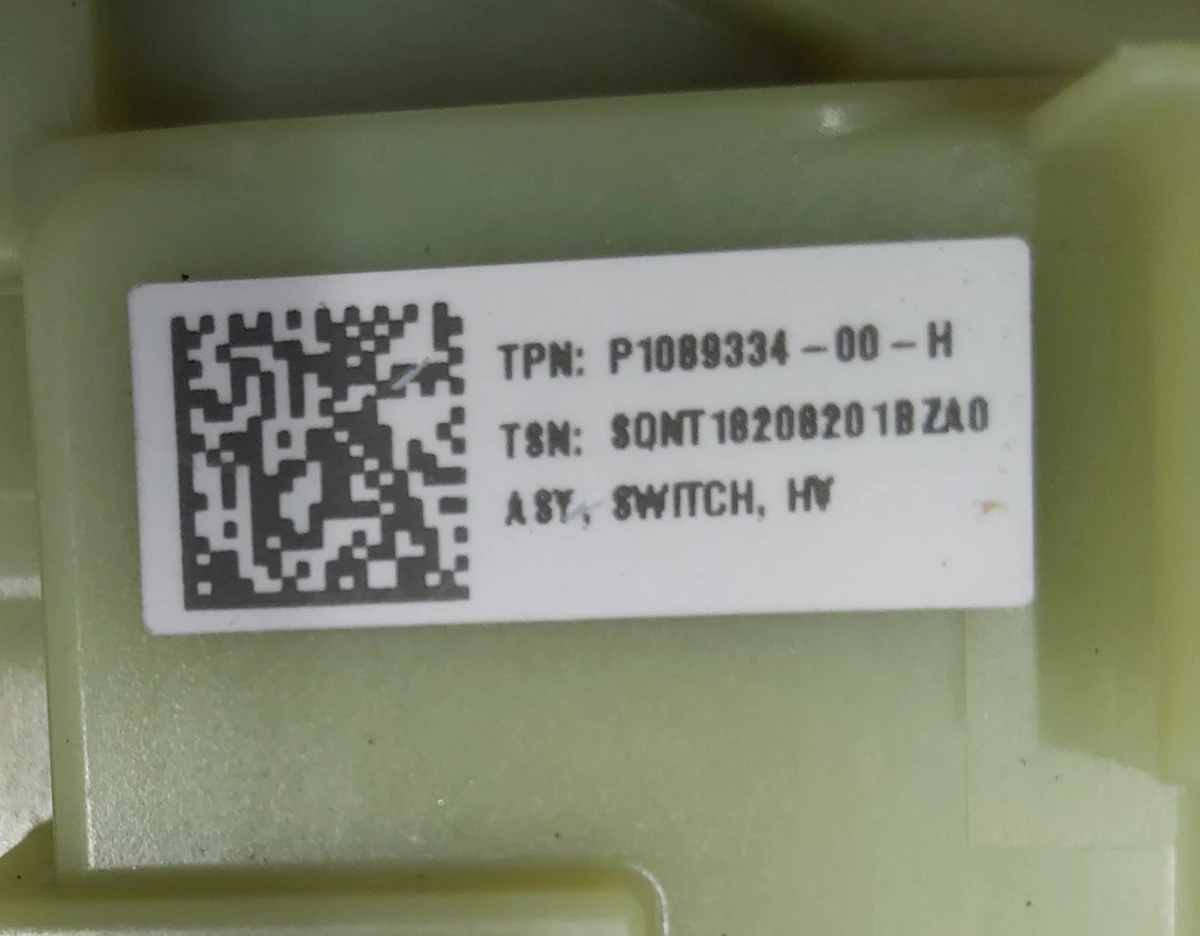 TPN: P1089334-00-H
TSN: SQNT18208201BZA0
ASY, SWITCH, HV